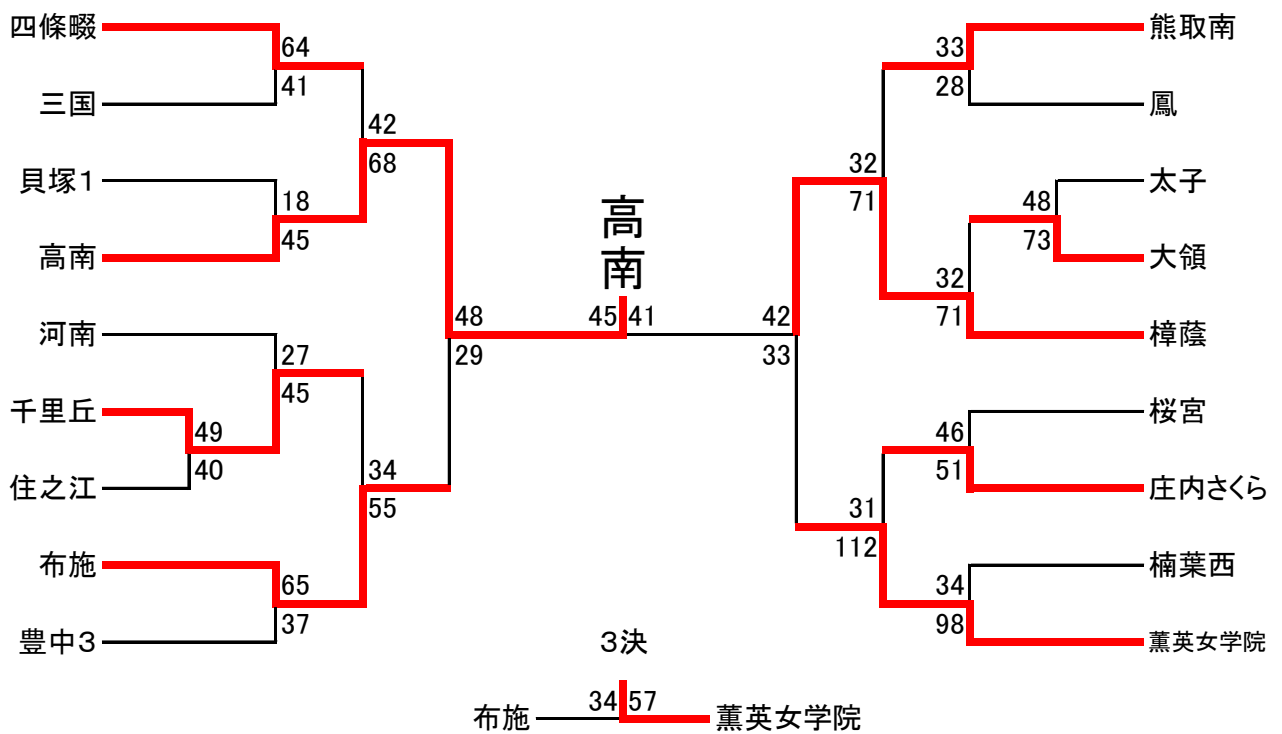 四條畷
64
41
三国
42
68
貝塚1
18
45
高南
48
29
河南
27
45
千里丘
49
40
住之江
34
55
布施
65
37
豊中3
高南
45 41
熊取南
33
28
鳳
32
71
太子
48
73
大領
32
71
樟蔭
42
33
桜宮
46
51
庄内さくら
31
112
楠葉西
34
98
薫英女学院
3決
布施 34 57 薫英女学院